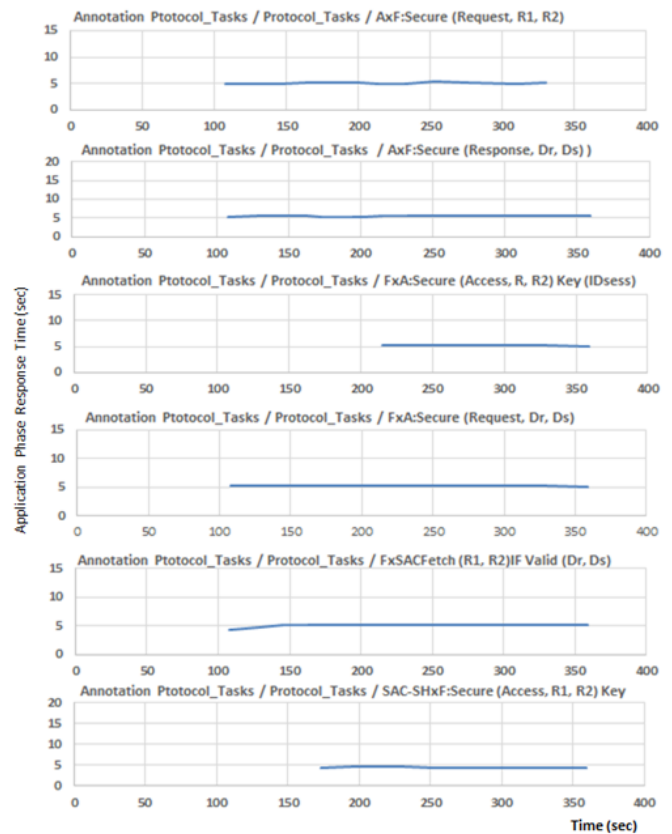 Annotation Ptotocol_Tasks / Protocol_Tasks / AxF:Secure (Request, R1, R2)
15
10
5
0
0 50 100 150 200 250 300 350 400
Annotation Ptotocol_Tasks / Protocol_Tasks / AxF:Secure (Response, Dr, Ds) )
20
15
10
5
0
0 50 100 150 200 250 300 350 400
Annotation Ptotocol_Tasks / Protocol_Tasks / FxA:Secure (Access, R, R2) Key (IDsess)
15
10
5
0
0 50 100 150 200 250 300 350 400
Application Phase Response Time (sec)
Annotation Ptotocol_Tasks / Protocol_Tasks / FxA:Secure (Request, Dr, Ds)
15
10
5
0
0 50 100 150 200 250 300 350 400
Annotation Ptotocol_Tasks / Protocol_Tasks / FxSACFetch (R1, R2)IF Valid (Dr, Ds)
15
10
5
0
0 50 100 150 200 250 300 350 400
Annotation Ptotocol_Tasks / Protocol_Tasks / SAC-SHxF:Secure (Access, R1, R2) Key
20
15
10
5
0
0 50 100 150 200 250 300 350 400
Time (sec)